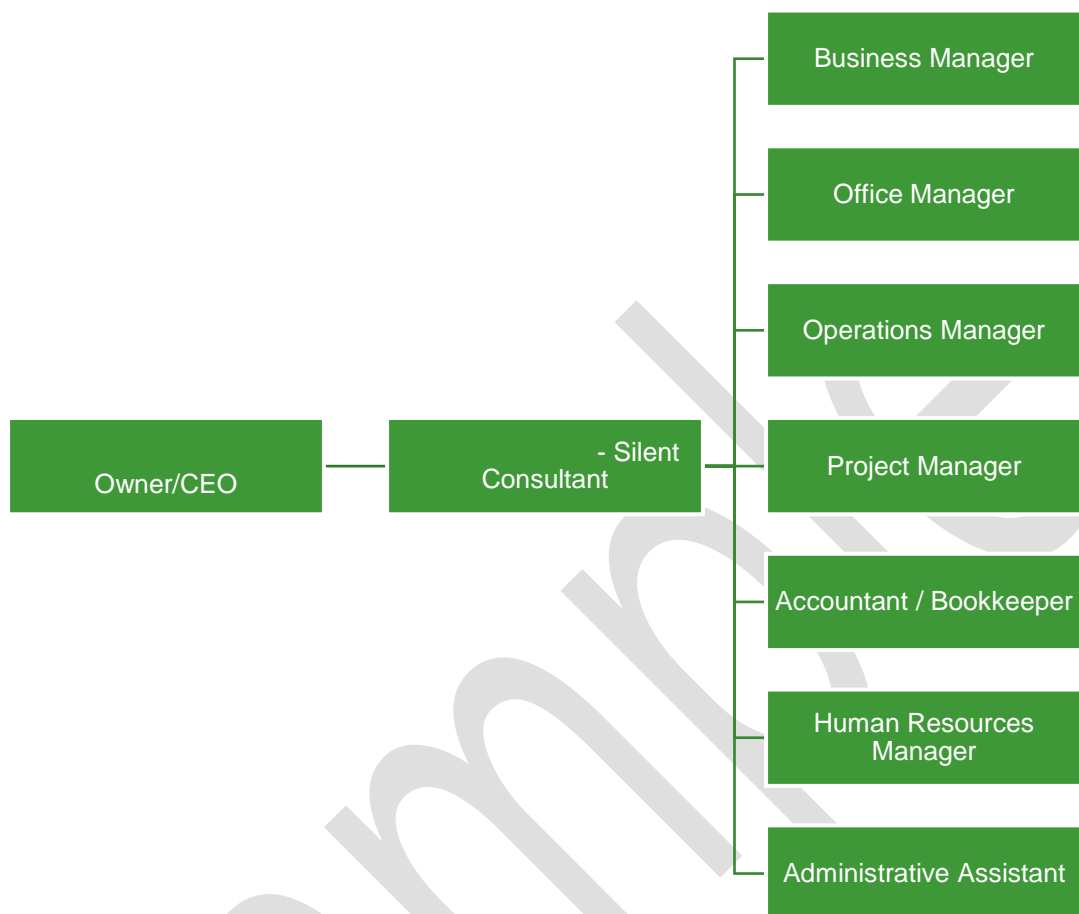 Business Manager
Office Manager
Operations Manager
Owner/CEO
- Silent
Consultant
Project Manager
Accountant / Bookkeeper
Human Resources
Manager
Administrative Assistant